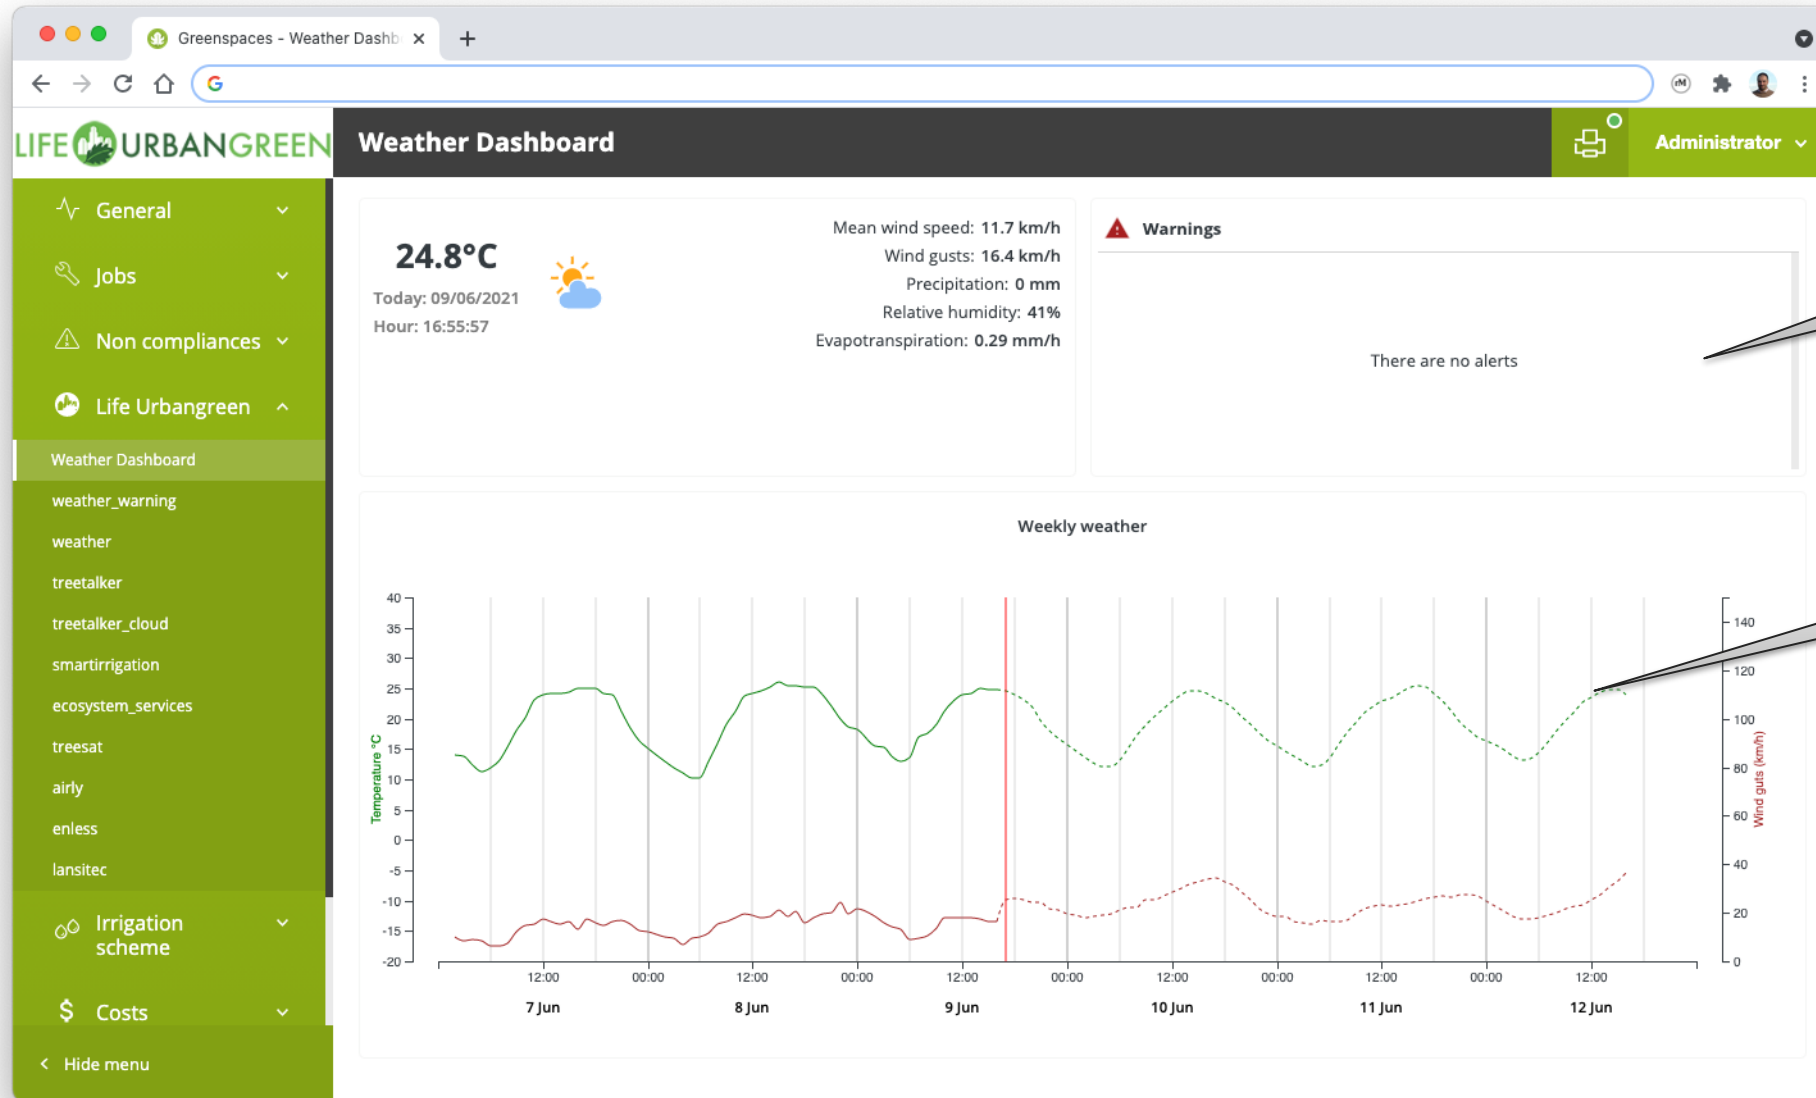 Greenspaces - Weather Dashb
LIFE URBANGREEN
Weather Dashboard
Administrator
General
Jobs
Non compliances
Life Urbangreen
Weather Dashboard
weather_warning
weather
treetalker
treetalker_cloud
smartirrigation
ecosystem_services
treesat
airly
enless
lansitec
Irrigation
scheme
Costs
Hide menu
24.8°C
Today: 09/06/2021
Hour: 16:55:57
Mean wind speed: 11.7 km/h
Wind gusts: 16.4 km/h
Precipitation: 0 mm
Relative humidity: 41%
Evapotranspiration: 0.29 mm/h
Warnings
There are no alerts
Weekly weather
Temperature °C
40
35
30
25
20
15
10
5
0
-5
-10
-15
-20
140
120
100
80
60
40
20
0
Wind guts (km/h)
12:00 00:00 12:00 00:00 12:00 00:00 12:00 00:00 12:00 00:00 12:00
7 Jun 8 Jun 9 Jun 10 Jun 11 Jun 12 Jun